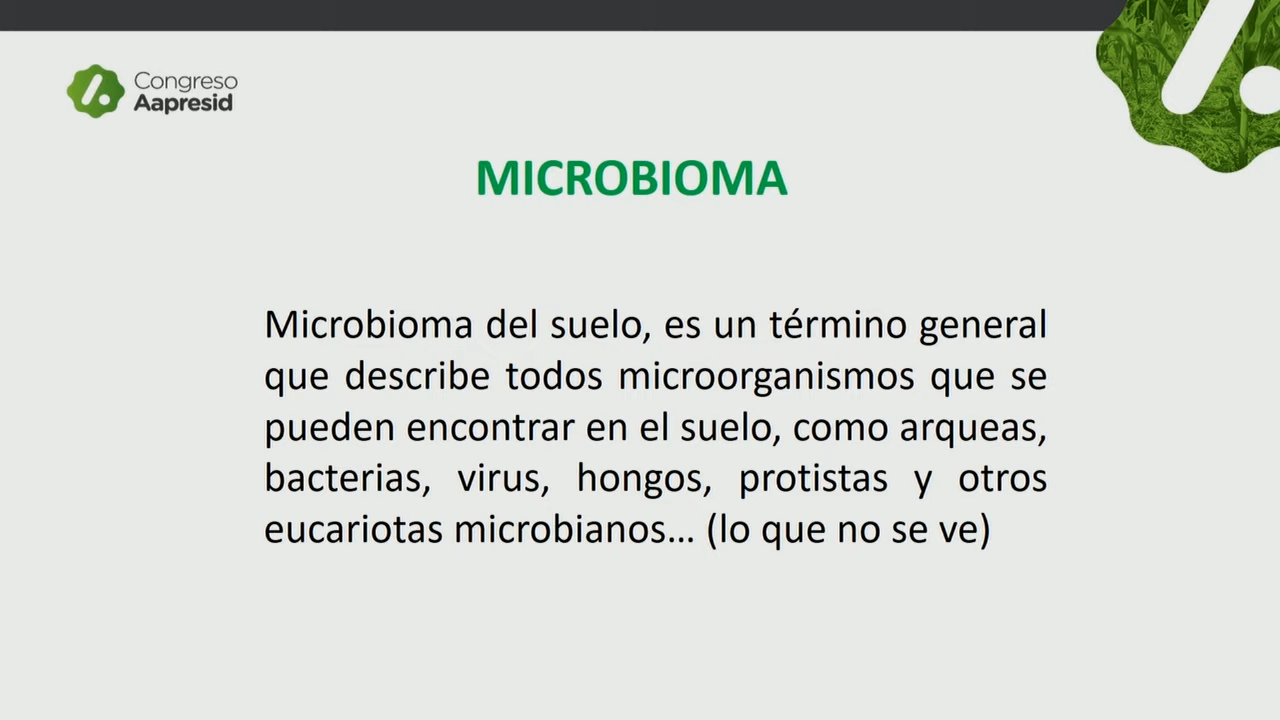 Congreso
Aapresid
MICROBIOMA
Microbioma del suelo, es un término general
que describe todos microorganismos que se
pueden encontrar en el suelo, como arqueas,
bacterias, virus, hongos, protistas y otros
eucariotas microbianos... (lo que no se ve)